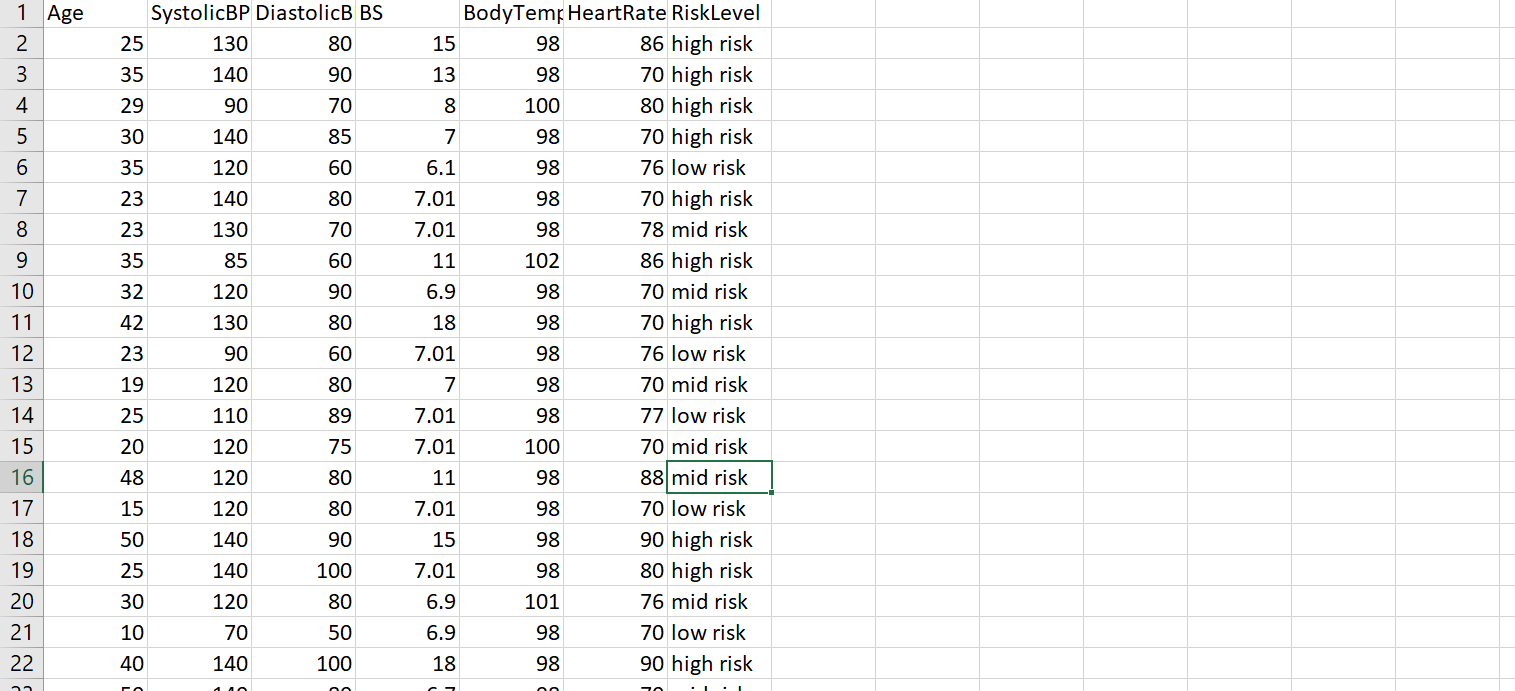 1 Age SystolicBP DiastolicB BS BodyTemp HeartRate RiskLevel
2 25 130 80 15 98 86 high risk
3 35 140 90 13 98 70 high risk
4 29 90 70 8 100 80 high risk
5 30 140 85 7 98 70 high risk
6 35 120 60 6.1 98 76 low risk
7 23 140 80 7.01 98 70 high risk
8 23 130 70 7.01 98 78 mid risk
9 35 85 60 11 102 86 high risk
10 32 120 90 6.9 98 70 mid risk
11 42 130 80 18 98 70 high risk
12 23 90 60 7.01 98 76 low risk
13 19 120 80 7 98 70 mid risk
14 25 110 89 7.01 98 77 low risk
15 20 120 75 7.01 100 70 mid risk
16 48 120 80 11 98 88 mid risk
17 15 120 80 7.01 98 70 low risk
18 50 140 90 15 98 90 high risk
19 25 140 100 7.01 98 80 high risk
20 30 120 80 6.9 101 76 mid risk
21 10 70 50 6.9 98 70 low risk
22 40 140 100 18 98 90 high risk